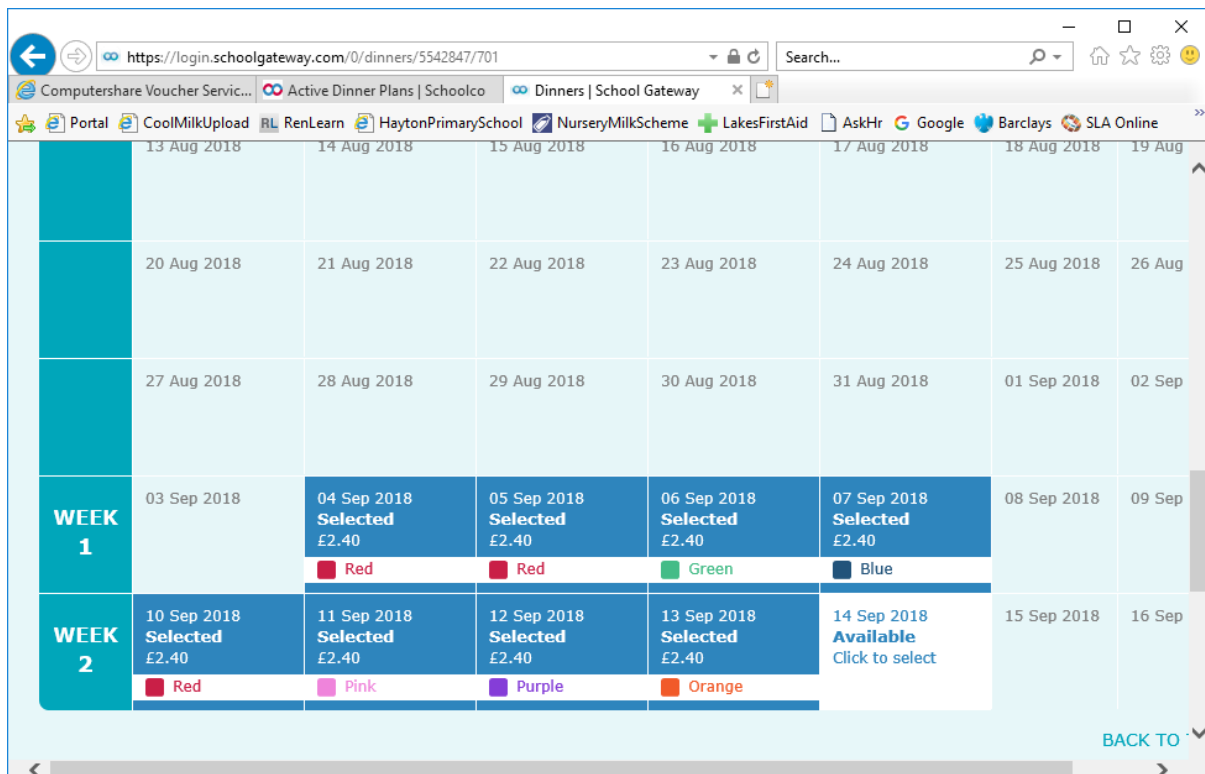 https://login.schoolgateway.com/0/dinners/5542847/701
Search...
Computershare Voucher Servic...
Active Dinner Plans | Schoolco
Dinners | School Gateway
Portal
CoolMilkUpload
RL RenLearn
HaytonPrimarySchool
NurseryMilkScheme
LakesFirstAid
AskHr
G Google
Barclays
SLA Online
13 Aug 2018 14 Aug 2018 15 Aug 2018 16 Aug 2018 17 Aug 2018 18 Aug 2018 19 Aug
20 Aug 2018 21 Aug 2018 22 Aug 2018 23 Aug 2018 24 Aug 2018 25 Aug 2018 26 Aug
27 Aug 2018 28 Aug 2018 29 Aug 2018 30 Aug 2018 31 Aug 2018 01 Sep 2018 02 Sep
WEEK
1
03 Sep 2018
04 Sep 2018
Selected
£2.40
Red
05 Sep 2018
Selected
£2.40
Red
06 Sep 2018
Selected
£2.40
Green
07 Sep 2018
Selected
£2.40
Blue
08 Sep 2018
09 Sep
WEEK
2
10 Sep 2018
Selected
£2.40
Red
11 Sep 2018
Selected
£2.40
Pink
12 Sep 2018
Selected
£2.40
Purple
13 Sep 2018
Selected
£2.40
Orange
14 Sep 2018
Available
Click to select
15 Sep 2018
16 Sep
BACK TO